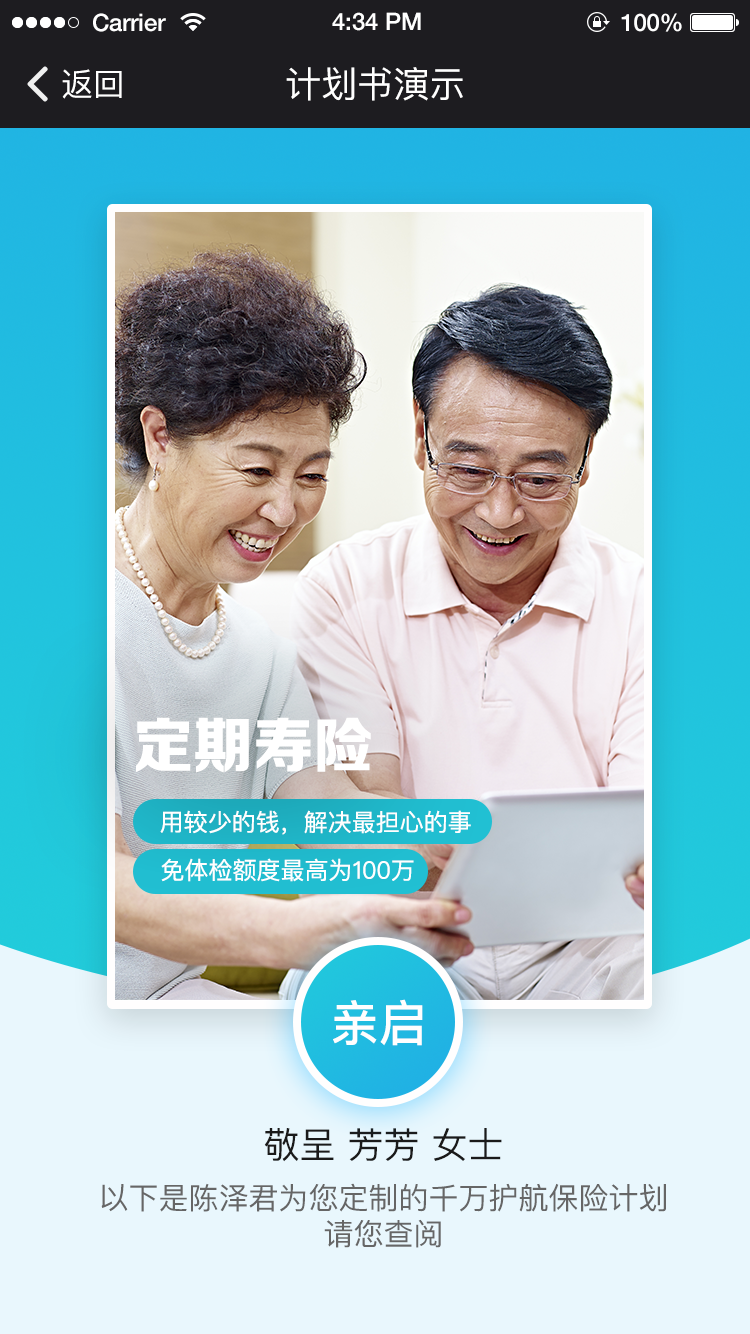 Carrier 4:34 PM 100%
返回 计划书演示
定期寿险
用较少的钱，解决最担心的事
免体检额度最高为100万
亲启
敬呈 芳芳 女士
以下是陈泽君为您定制的千万护航保险计划
请您查阅